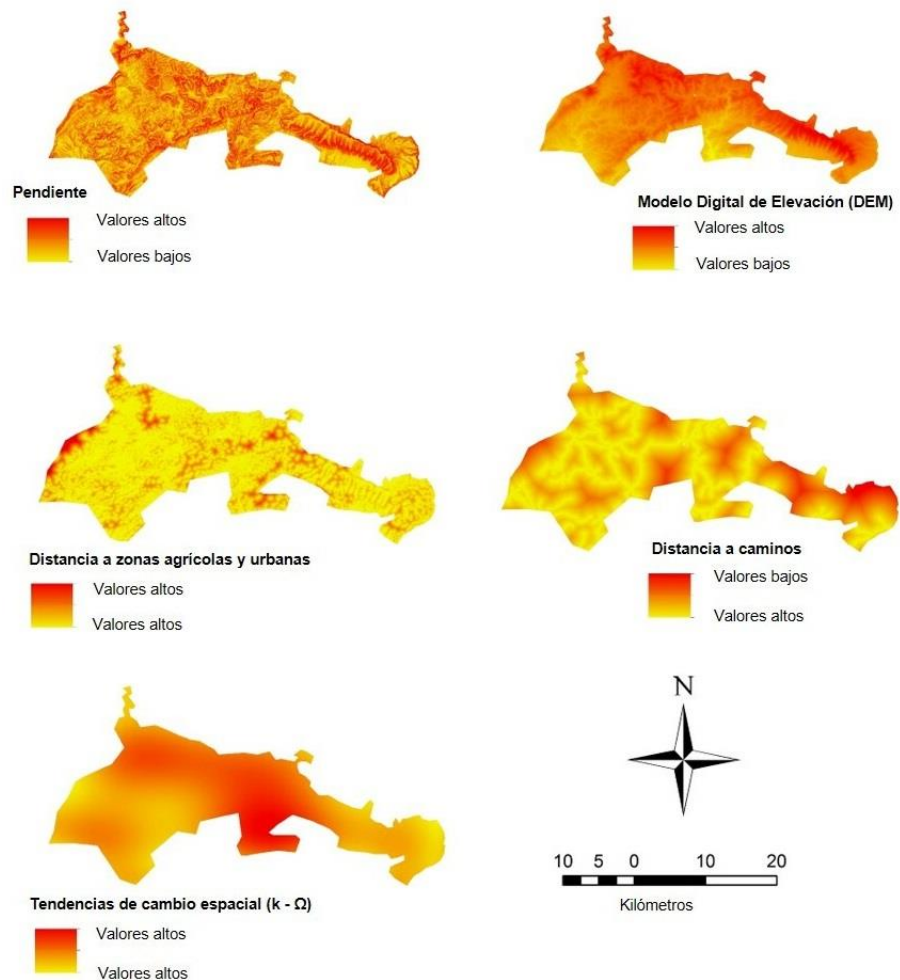 Pendiente
Valores altos
Valores bajos
Modelo Digital de Elevación (DEM)
Valores altos
Valores bajos
Distancia a zonas agrícolas y urbanas
Valores altos
Valores altos
Distancia a caminos
Valores bajos
Valores altos
Tendencias de cambio espacial (k - Ω)
Valores altos
Valores altos
N
10 5 0 10 20
Kilómetros